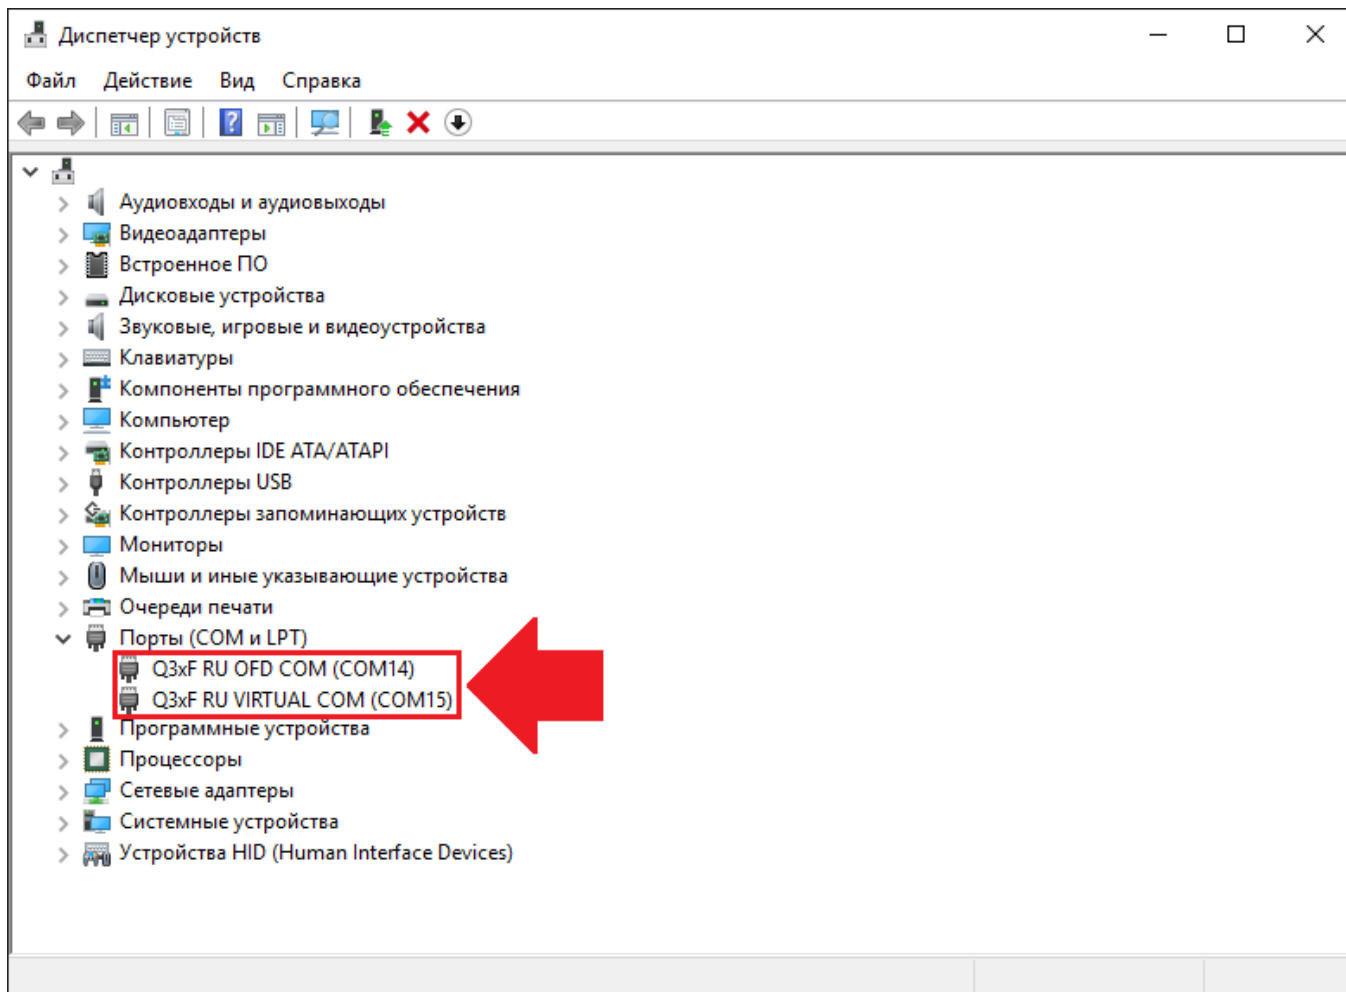 Диспетчер устройств
Файл Действие Вид Справка
Аудиовходы и аудиовыходы
Видеоадаптеры
Встроенное ПО
Дисковые устройства
Звуковые, игровые и видеоустройства
Клавиатуры
Компоненты программного обеспечения
Компьютер
Контроллеры IDE ATA/ATAPI
Контроллеры USB
Контроллеры запоминающих устройств
Мониторы
Мыши и иные указывающие устройства
Очереди печати
Порты (COM и LPT)
Q3xF RU OFD COM (COM14)
Q3xF RU VIRTUAL COM (COM15)
Программные устройства
Процессоры
Сетевые адаптеры
Системные устройства
Устройства HID (Human Interface Devices)